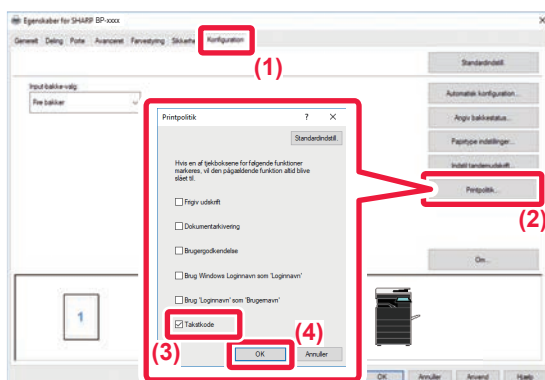 Egenskaber for SHARP BP-xxxx
Generelt Deling Porte Avanceret Farvestyring Sikkerhe Konfiguration
(1)
Standardindstill.
Input-bakke-valg:
Fire bakker
Automatisk konfiguration...
Angiv bakkestatus...
Papirtype indstillinger...
Indstil tandemudskrift...
Printpolitik...
(2)
Om...
Printpolitik ? ×
Standardindstill.
Hvis en af tjekboksene for følgende funktioner
markeres, vil den pågældende funktion altid blive
slået til.
Frigiv udskrift
Dokumentarkivering
Brugergodkendelse
Brug Windows Loginnavn som 'Loginnavn'
Brug 'Loginnavn' som 'Brugernavn'
Takstkode
(3)
(4)
OK Annuller
1
OK Annuller Anvend Hjælp